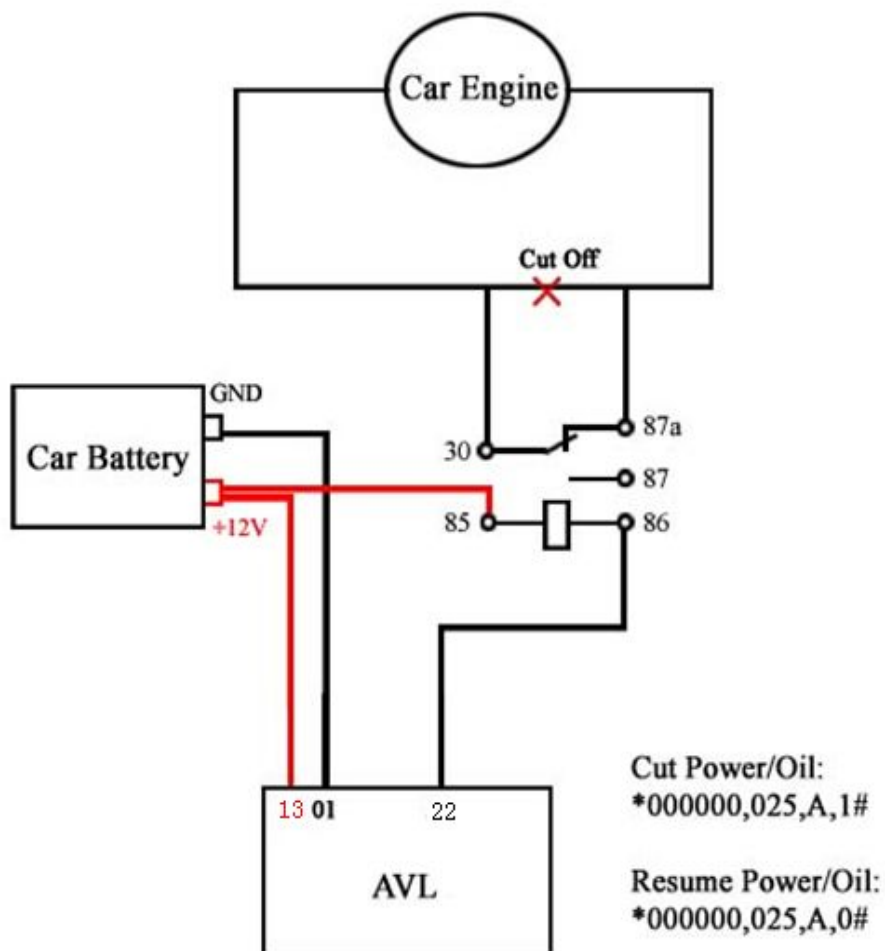 Car Engine
Cut Off
GND
Car Battery
+12V
30
87a
87
85
86
13 01
22
AVL
Cut Power/Oil:
*000000,025,A,1#
Resume Power/Oil:
*000000,025,A,0#